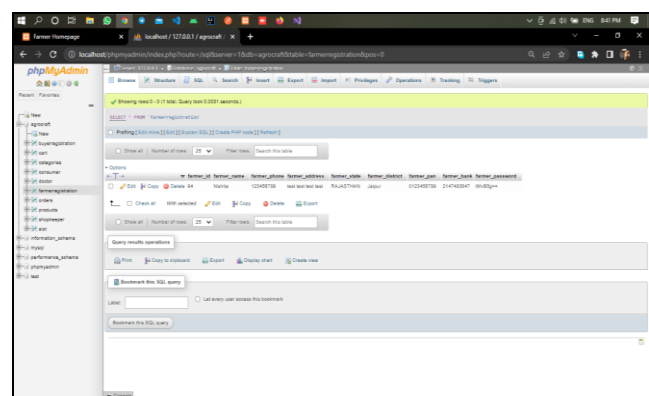 ENG 8:41 PM
Farmer Homepage
localhost / 127.0.0.1 / agrocraft /
localhost/phpmyadmin/index.php?route=/sql&server=1&db=agrocraft&table=farmerregistration&pos=0
phpMyAdmin
Recent Favorites
New
agrocraft
New
buyerregistration
cart
categories
consumer
doctor
farmerregistration
orders
products
shopkeeper
slot
information_schema
mysql
performance_schema
phpmyadmin
test
Browse Structure SQL Search Insert Export Import Privileges Operations Tracking Triggers
Showing rows 0 - 0 (1 total, Query took 0.0031 seconds.)
SELECT * FROM `farmerregistration`
Profiling [ Edit inline ] [ Edit ] [ Explain SQL ] [ Create PHP code ] [ Refresh ]
Show all Number of rows: 25 Filter rows: Search this table
+ Options
farmer_id farmer_name farmer_phone farmer_address farmer_state farmer_district farmer_pan farmer_bank farmer_password
Edit Copy Delete 94 123456789 test test test test RAJASTHAN Jaipur 0123456789 2147483647
Check all With selected: Edit Copy Delete Export
Show all Number of rows: 25 Filter rows: Search this table
Query results operations
Print Copy to clipboard Export Display chart Create view
Bookmark this SQL query
Label: Let every user access this bookmark
Bookmark this SQL query
Console